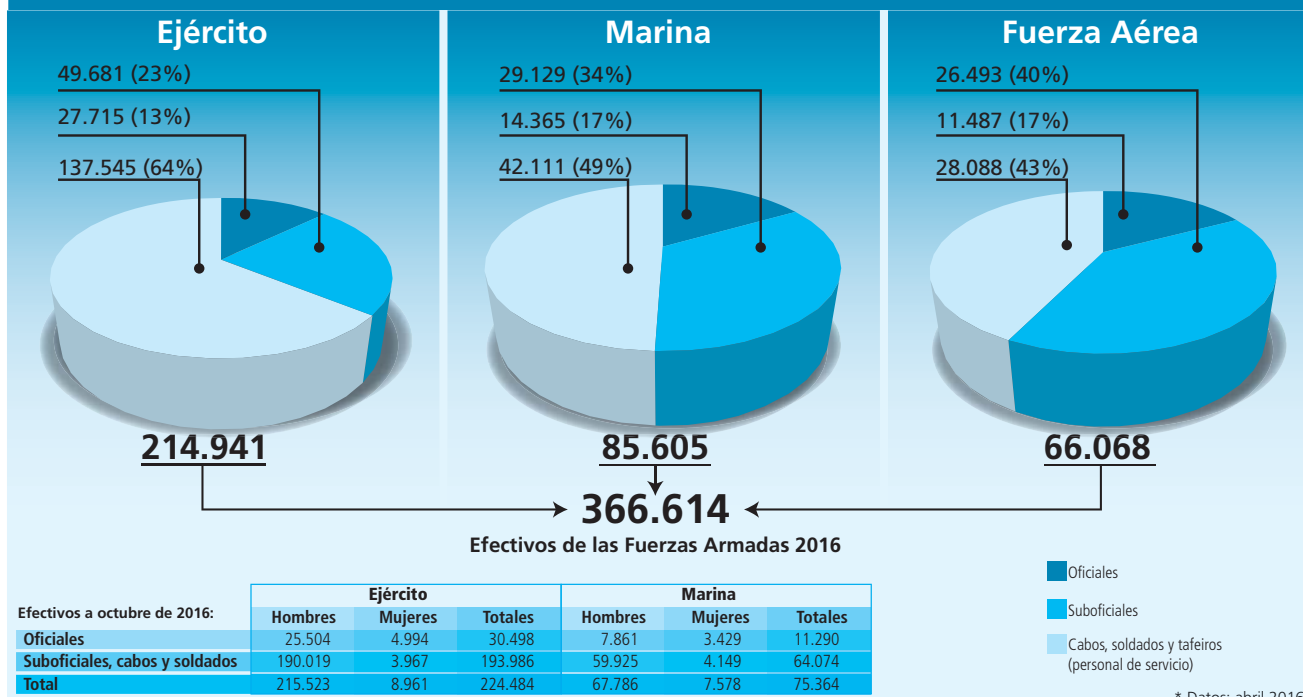 Ejército
49.681 (23%)
27.715 (13%)
137.545 (64%)
214.941
Marina
29.129 (34%)
14.365 (17%)
42.111 (49%)
85.605
Fuerza Aérea
26.493 (40%)
11.487 (17%)
28.088 (43%)
66.068
366.614
Efectivos de las Fuerzas Armadas 2016
Oficiales
Suboficiales
Cabos, soldados y tafeiros
(personal de servicio)
Ejército Marina
Efectivos a octubre de 2016: Hombres Mujeres Totales Hombres Mujeres Totales
Oficiales 25.504 4.994 30.498 7.861 3.429 11.290
Suboficiales, cabos y soldados 190.019 3.967 193.986 59.925 4.149 64.074
Total 215.523 8.961 224.484 67.786 7.578 75.364
* Datos: abril 2016